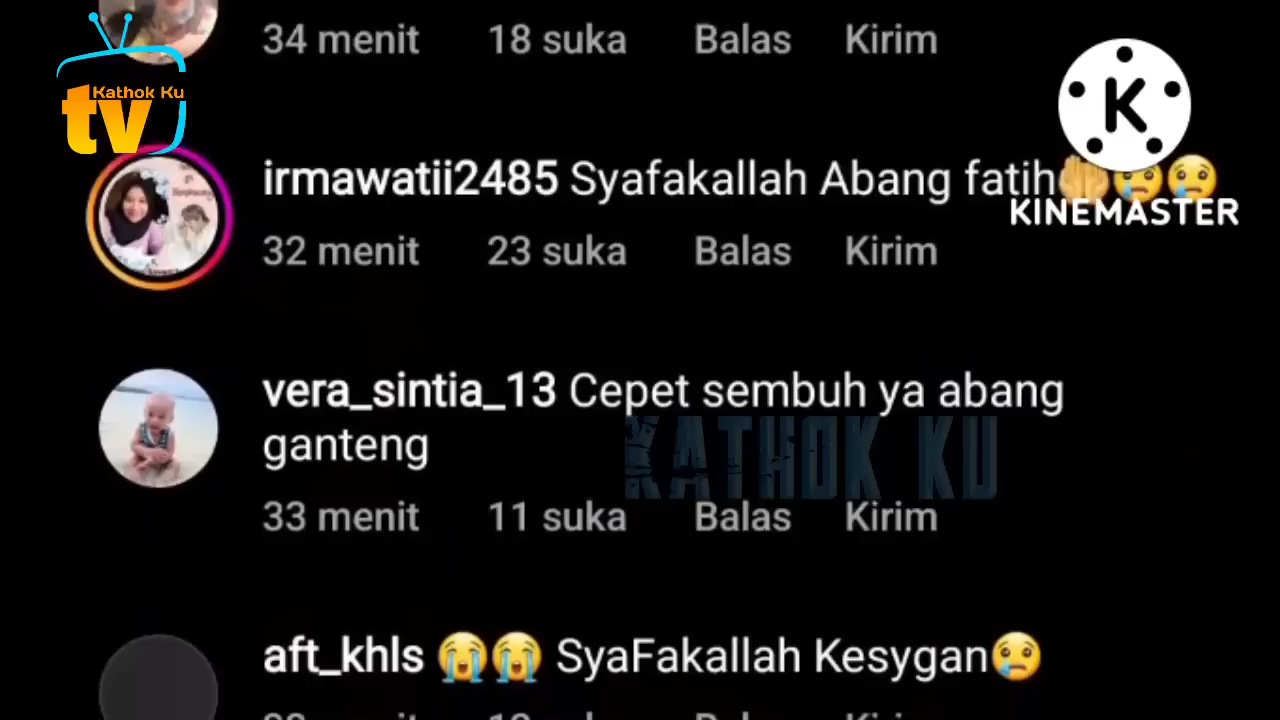 34 menit 18 suka Balas Kirim
Kathok Ku
tv
K
irmawatii2485 Syafakallah Abang fatih🤲😢😢
KINEMASTER
32 menit 23 suka Balas Kirim
vera_sintia_13 Cepet sembuh ya abang
ganteng
KATHOK KU
33 menit 11 suka Balas Kirim
aft_khls 😭😭 SyaFakallah Kesygan😢